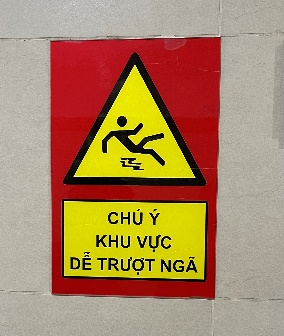 CHÚ Ý
KHU VỰC
DỄ TRƯỢT NGÃ